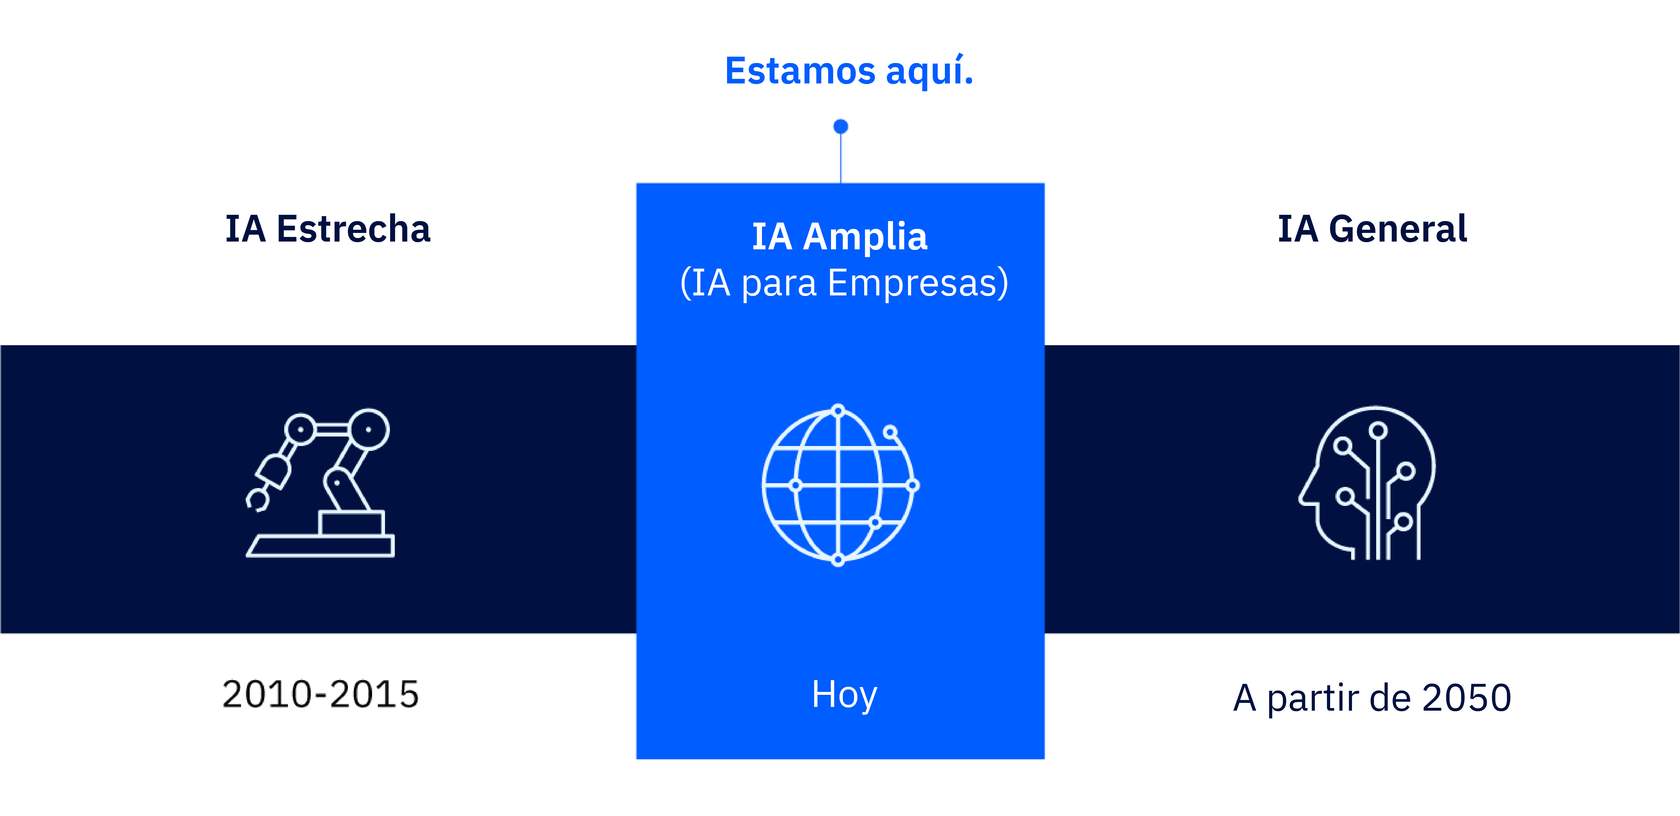 Estamos aquí.
IA Estrecha
IA Amplia
(IA para Empresas)
IA General
2010-2015
Hoy
A partir de 2050